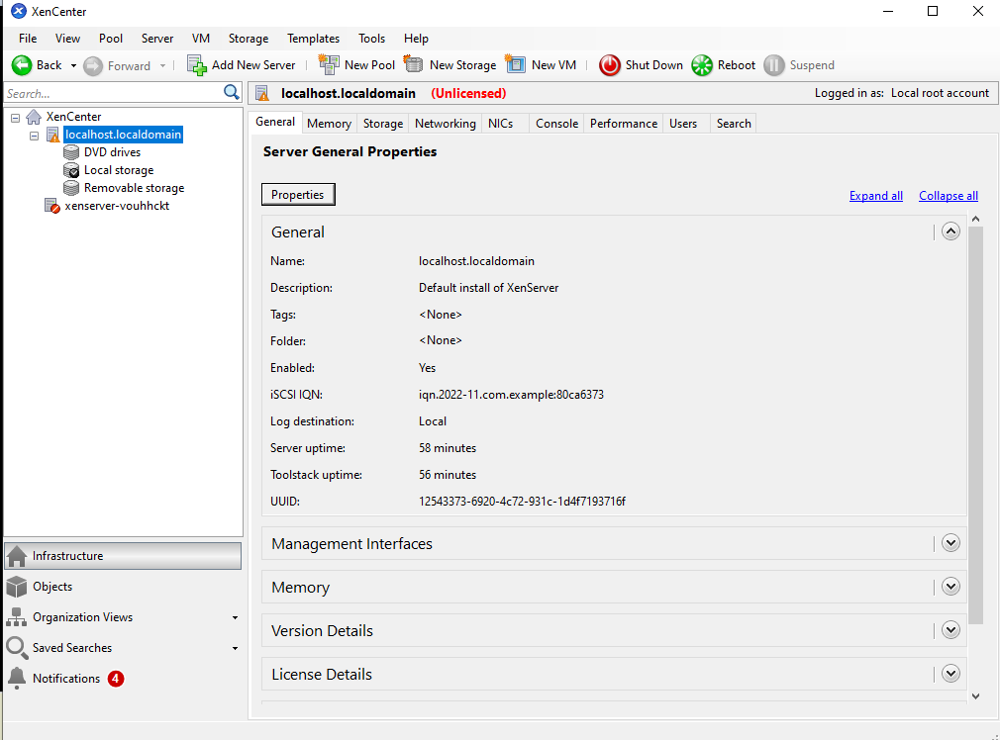 XenCenter
File View Pool Server VM Storage Templates Tools Help
Back Forward Add New Server New Pool New Storage New VM Shut Down Reboot Suspend
Search...
localhost.localdomain (Unlicensed) Logged in as: Local root account
XenCenter
localhost.localdomain
DVD drives
Local storage
Removable storage
xenserver-vouhhckt
General Memory Storage Networking NICs Console Performance Users Search
Server General Properties
Properties Expand all Collapse all
General
Name: localhost.localdomain
Description: Default install of XenServer
Tags: <None>
Folder: <None>
Enabled: Yes
iSCSI IQN: iqn.2022-11.com.example:80ca6373
Log destination: Local
Server uptime: 58 minutes
Toolstack uptime: 56 minutes
UUID: 12543373-6920-4c72-931c-1d4f7193716f
Management Interfaces
Memory
Version Details
License Details
Infrastructure
Objects
Organization Views
Saved Searches
Notifications 4